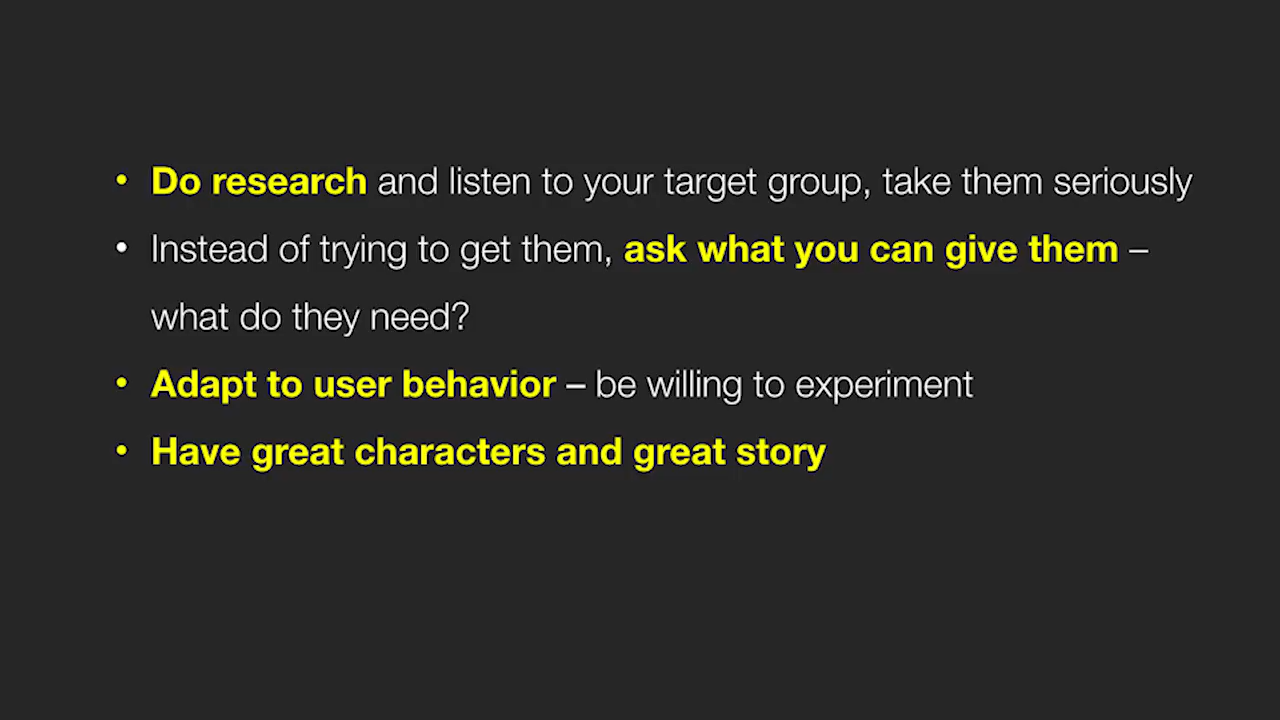 • Do research and listen to your target group, take them seriously
• Instead of trying to get them, ask what you can give them –
what do they need?
• Adapt to user behavior – be willing to experiment
• Have great characters and great story